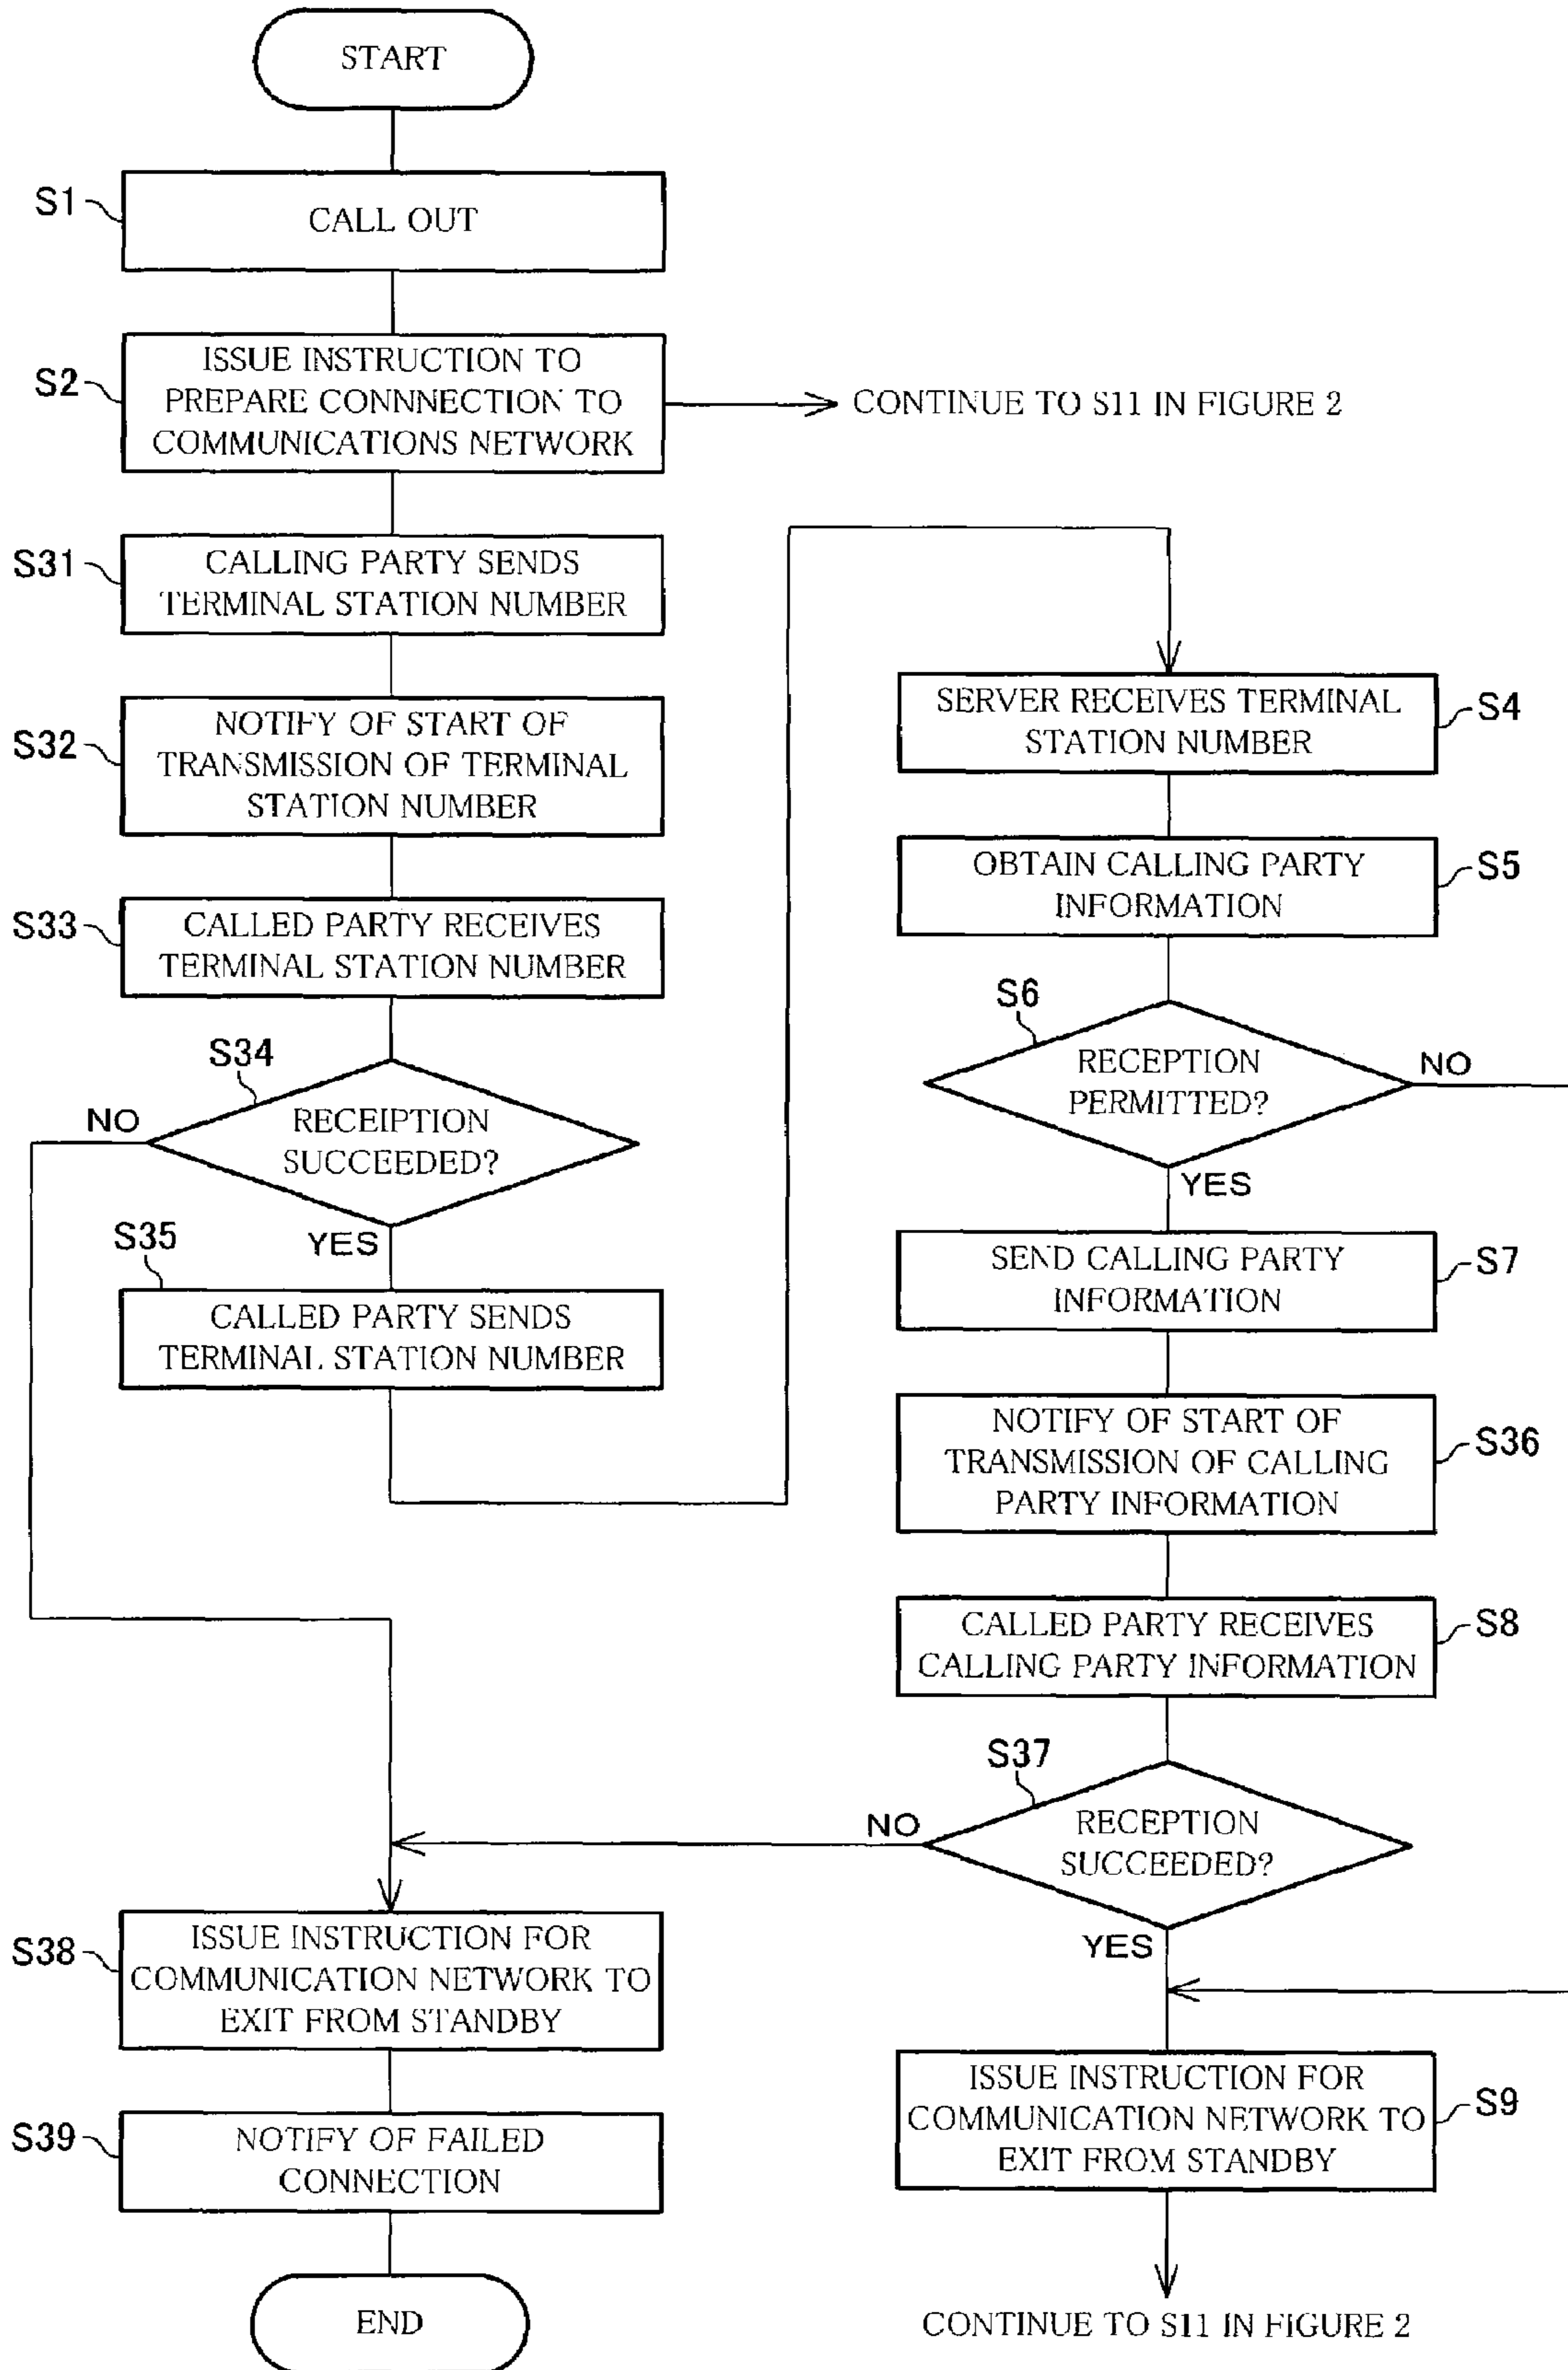 START
S1
CALL OUT
S2
ISSUE INSTRUCTION TO
PREPARE CONNNECTION TO
COMMUNICATIONS NETWORK
CONTINUE TO S11 IN FIGURE 2
S31
CALLING PARTY SENDS
TERMINAL STATION NUMBER
S32
NOTIFY OF START OF
TRANSMISSION OF TERMINAL
STATION NUMBER
S33
CALLED PARTY RECEIVES
TERMINAL STATION NUMBER
S34
RECEIPTION
SUCCEEDED?
NO
YES
S35
CALLED PARTY SENDS
TERMINAL STATION NUMBER
SERVER RECEIVES TERMINAL
STATION NUMBER
S4
OBTAIN CALLING PARTY
INFORMATION
S5
S6
RECEPTION
PERMITTED?
NO
YES
SEND CALLING PARTY
INFORMATION
S7
NOTIFY OF START OF
TRANSMISSION OF CALLING
PARTY INFORMATION
S36
CALLED PARTY RECEIVES
CALLING PARTY INFORMATION
S8
S37
RECEPTION
SUCCEEDED?
NO
YES
S38
ISSUE INSTRUCTION FOR
COMMUNICATION NETWORK TO
EXIT FROM STANDBY
S39
NOTIFY OF FAILED
CONNECTION
END
ISSUE INSTRUCTION FOR
COMMUNICATION NETWORK TO
EXIT FROM STANDBY
S9
CONTINUE TO S11 IN FIGURE 2